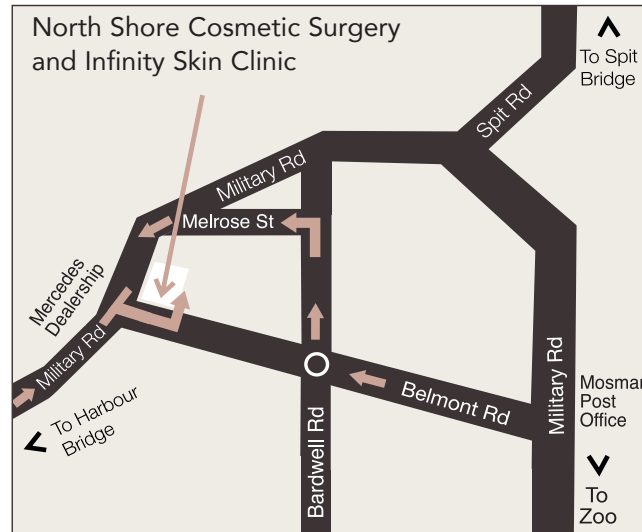 North Shore Cosmetic Surgery
and Infinity Skin Clinic
To Spit
Bridge
Spit Rd
Military Rd
Melrose St
Mercedes
Dealership
Military Rd
To Harbour
Bridge
Bardwell Rd
Belmont Rd
Military Rd
Mosman
Post
Office
To
Zoo